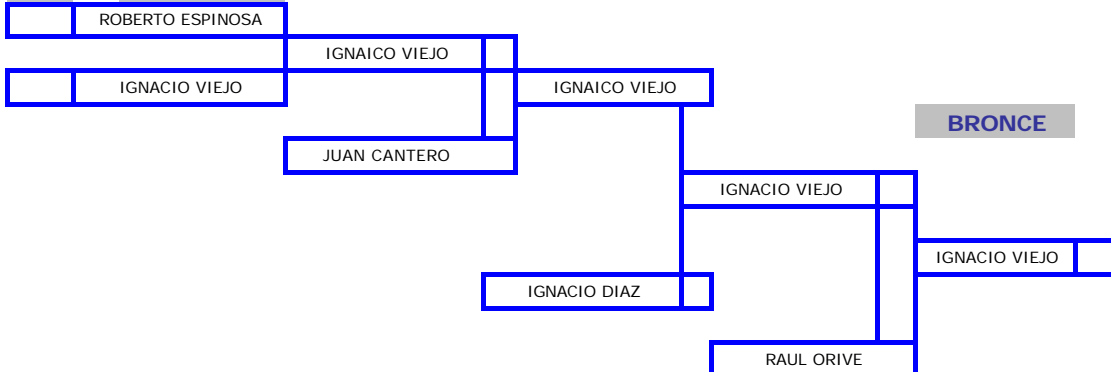 ROBERTO ESPINOSA
IGNAICO VIEJO
IGNACIO VIEJO
IGNAICO VIEJO
BRONCE
JUAN CANTERO
IGNACIO VIEJO
IGNACIO VIEJO
IGNACIO DIAZ
RAUL ORIVE